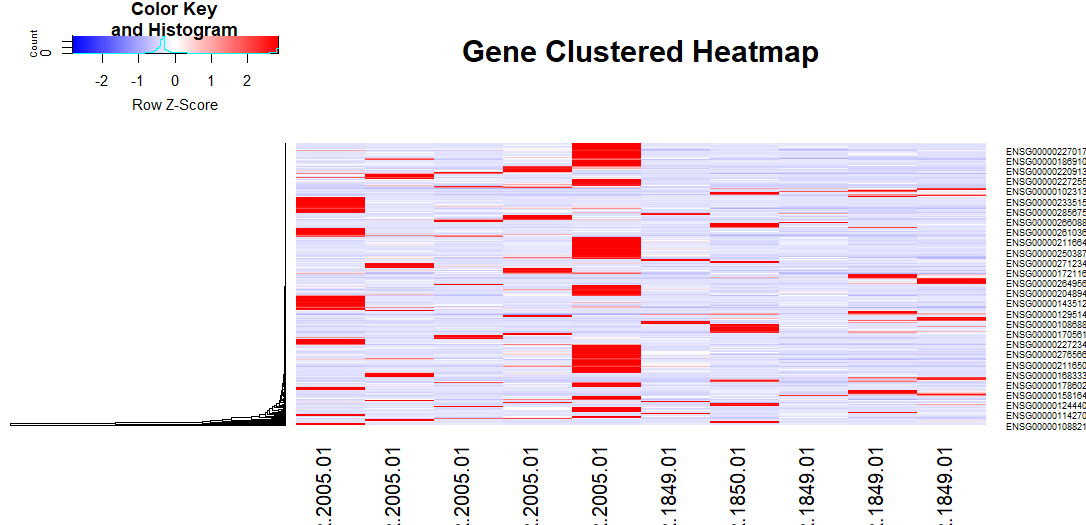 Color Key
and Histogram
Count
0
-2 -1 0 1 2
Row Z-Score
Gene Clustered Heatmap
ENSG00000227017
ENSG00000186910
ENSG00000220913
ENSG00000227255
ENSG00000102313
ENSG00000233515
ENSG00000285675
ENSG00000266088
ENSG00000261036
ENSG00000211664
ENSG00000250387
ENSG00000271234
ENSG00000172116
ENSG00000264956
ENSG00000204894
ENSG00000143512
ENSG00000129514
ENSG00000108688
ENSG00000170561
ENSG00000227234
ENSG00000276566
ENSG00000211650
ENSG00000168333
ENSG00000178602
ENSG00000158164
ENSG00000124440
ENSG00000114270
ENSG00000108821
.2005.01
.2005.01
.2005.01
.2005.01
.2005.01
.1849.01
.1850.01
.1849.01
.1849.01
.1849.01